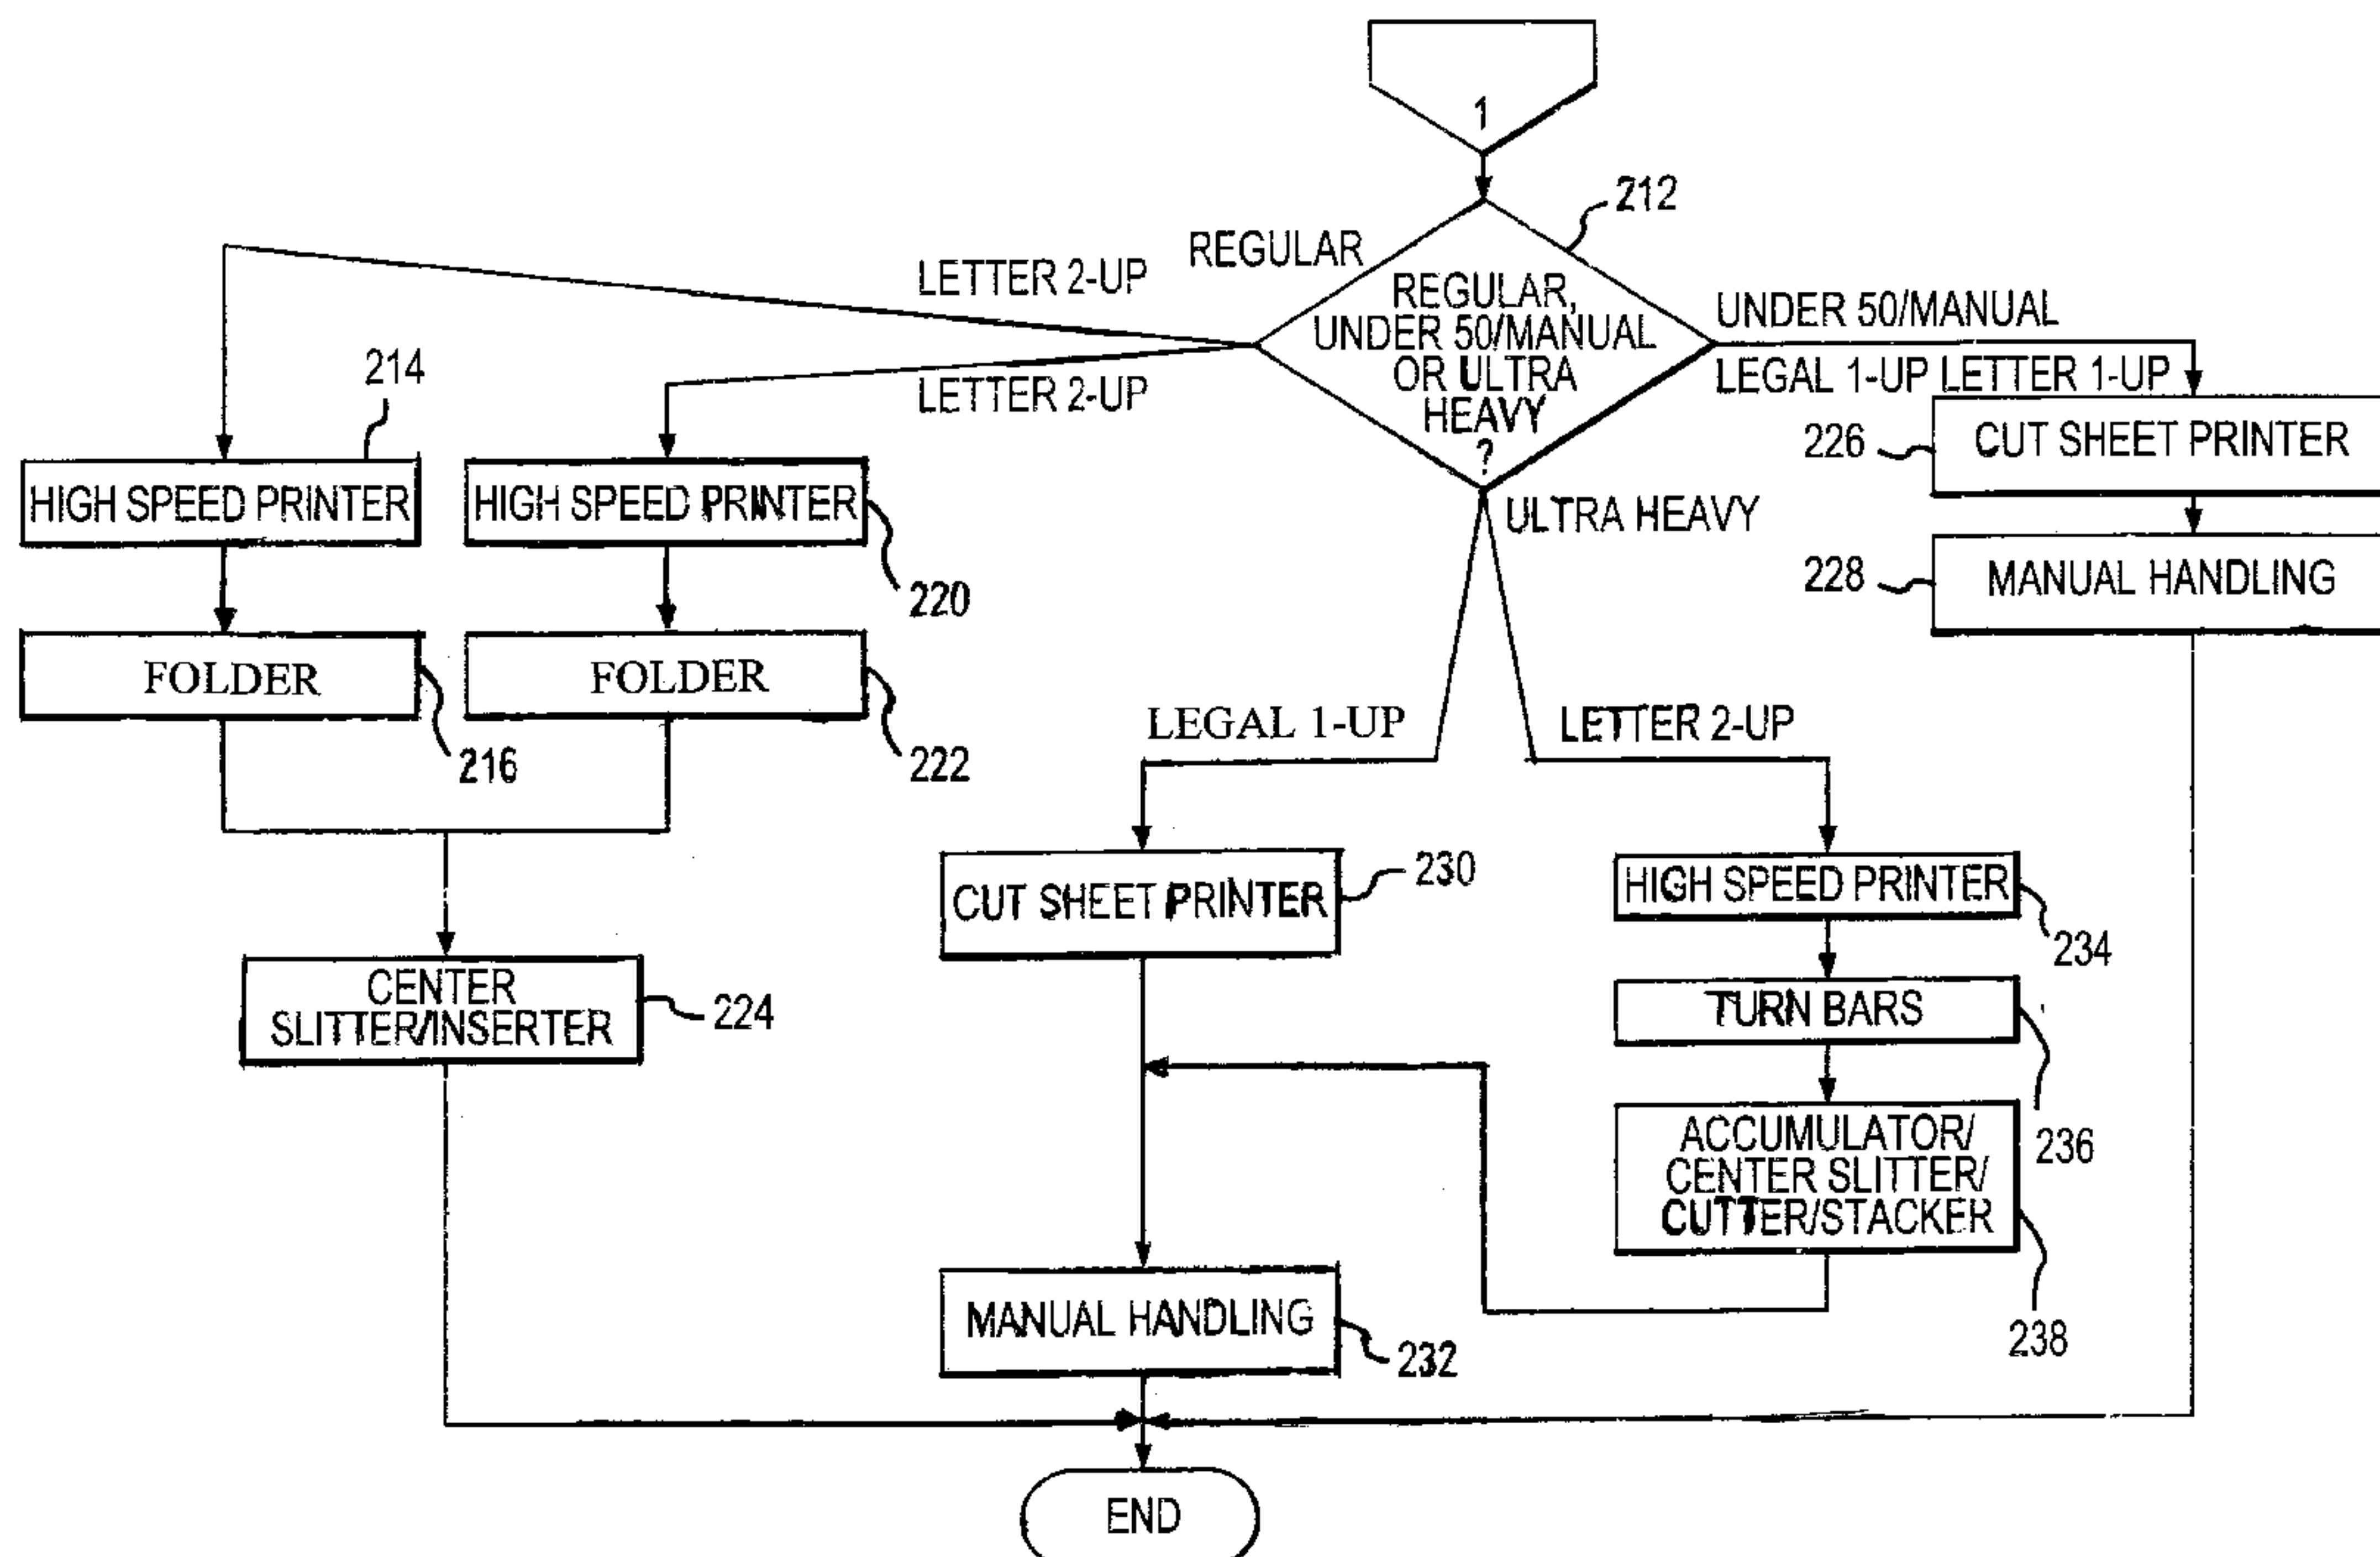 1
212
REGULAR
LETTER 2-UP
REGULAR,
UNDER 50/MANUAL
OR ULTRA
HEAVY
?
UNDER 50/MANUAL
LEGAL 1-UP LETTER 1-UP
LETTER 2-UP
214
HIGH SPEED PRINTER
HIGH SPEED PRINTER
220
226
CUT SHEET PRINTER
ULTRA HEAVY
228
MANUAL HANDLING
FOLDER
216
FOLDER
222
LEGAL 1-UP
LETTER 2-UP
CENTER
SLITTER/INSERTER
224
CUT SHEET PRINTER
230
HIGH SPEED PRINTER
234
TURN BARS
236
ACCUMULATOR/
CENTER SLITTER/
CUTTER/STACKER
238
MANUAL HANDLING
232
END